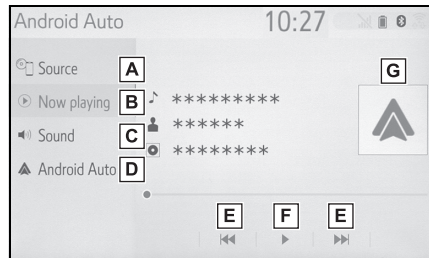 Android Auto 10:27
Source A G
Now playing B *********
Sound C ******
Android Auto D ********
E F E